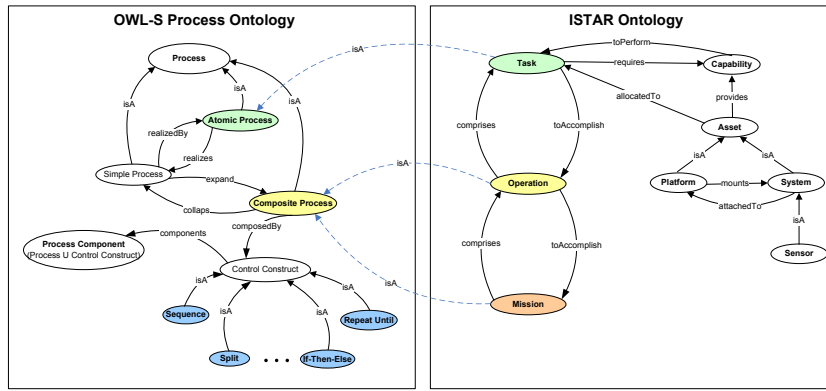 OWL-S Process Ontology
Process
isA
isA
isA
Atomic Process
realizedBy
realizes
Simple Process
expand
collaps
Composite Process
composedBy
components
Process Component
(Process U Control Construct)
Control Construct
isA
isA
isA
isA
Sequence
Split
• • •
If-Then-Else
Repeat Until
isA
isA
isA
ISTAR Ontology
toPerform
Task
requires
Capability
allocatedTo
provides
comprises
toAccomplish
Asset
isA
isA
Operation
Platform
mounts
System
attachedTo
isA
Sensor
comprises
toAccomplish
Mission